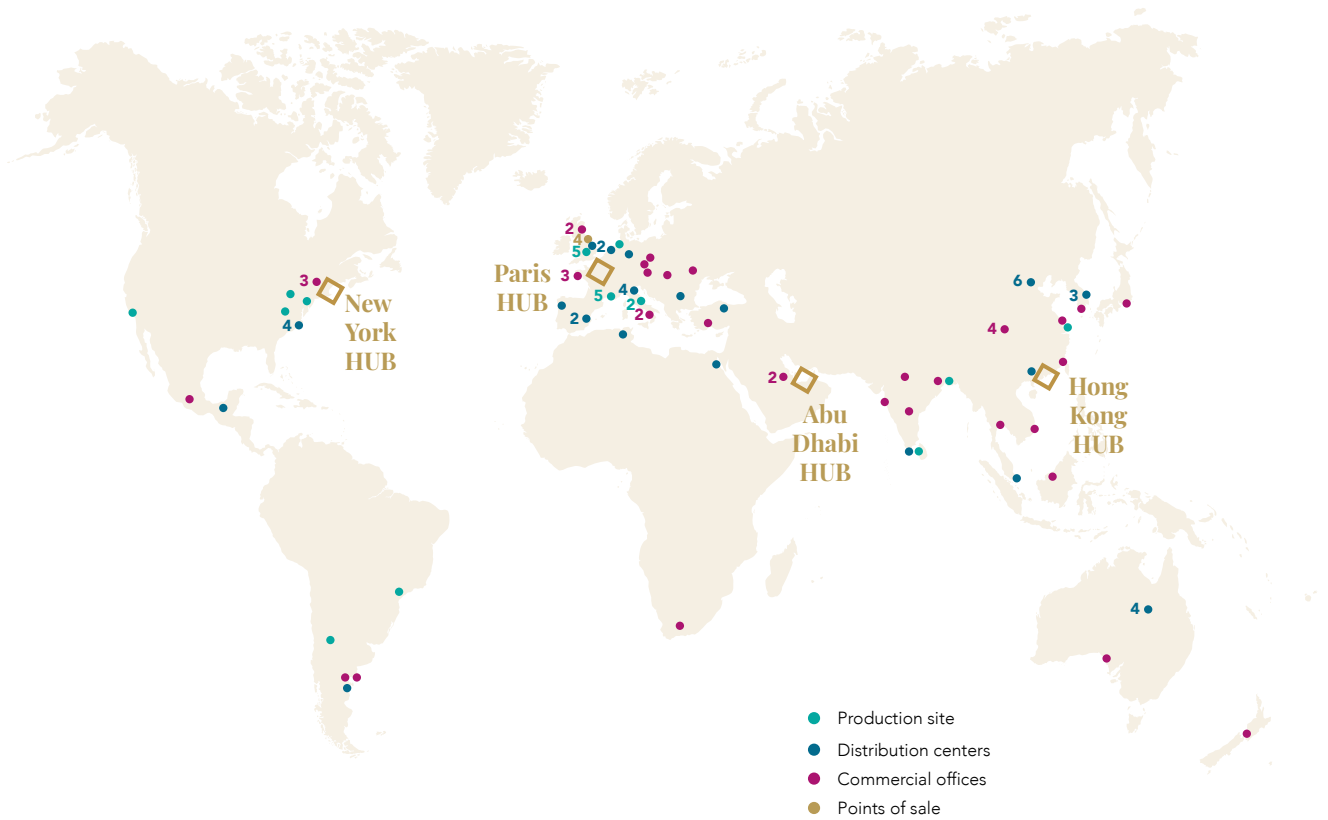 2
4
5
2
Paris
HUB
3
5
4
2
2
2
3
New
York
HUB
4
2
Abu
Dhabi
HUB
6
3
4
Hong
Kong
HUB
4
Production site
Distribution centers
Commercial offices
Points of sale